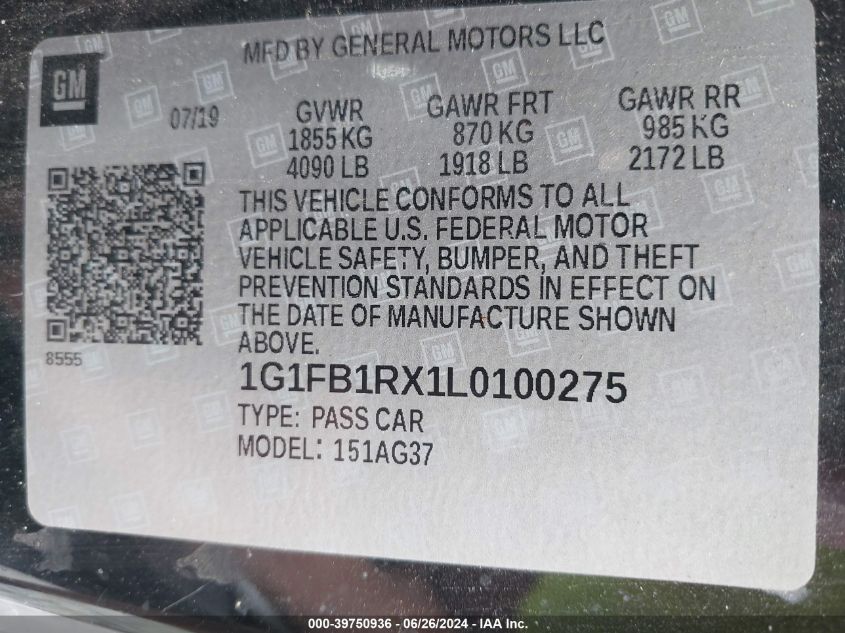 MFD BY GENERAL MOTORS LLC
GM
07/19 GVWR GAWR FRT GAWR RR
1855 KG 870 KG 985 KG
4090 LB 1918 LB 2172 LB
THIS VEHICLE CONFORMS TO ALL
APPLICABLE U.S. FEDERAL MOTOR
VEHICLE SAFETY, BUMPER, AND THEFT
PREVENTION STANDARDS IN EFFECT ON
THE DATE OF MANUFACTURE SHOWN
ABOVE.
8555
1G1FB1RX1L0100275
TYPE: PASS CAR
MODEL: 151AG37
000-39750936 - 06/26/2024 - IAA Inc.